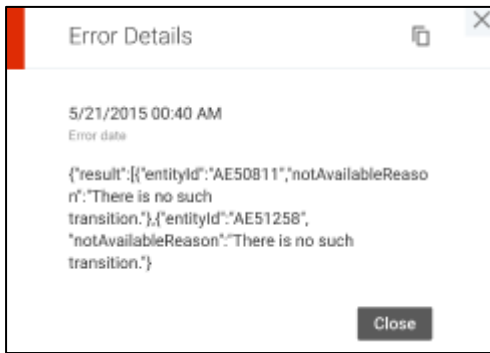 Error Details
5/21/2015 00:40 AM
Error date
{"result":[{"entityId":"AE50811","notAvailableReaso
n":"There is no such
transition."},{"entityId":"AE51258",
"notAvailableReason":"There is no such
transition."}
Close